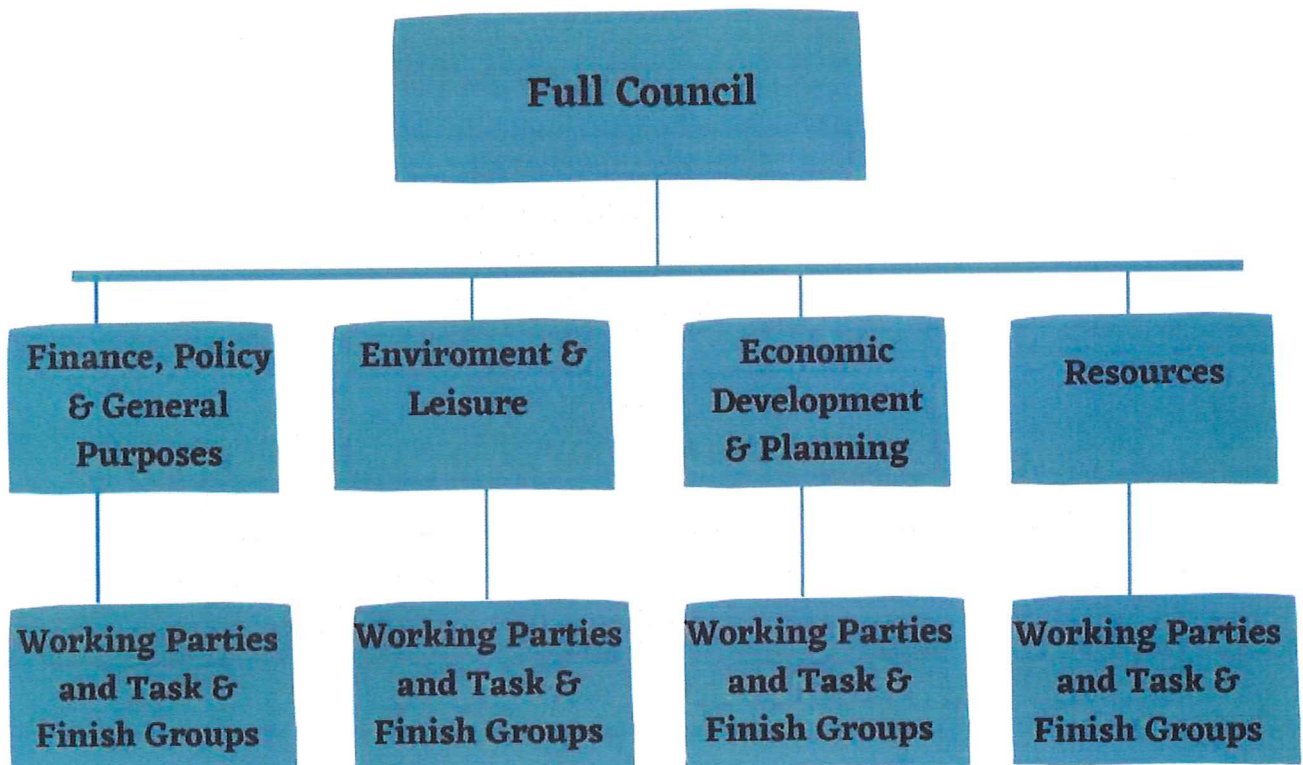 Full Council
Finance, Policy
& General
Purposes
Enviroment &
Leisure
Economic
Development
& Planning
Resources
Working Parties
and Task &
Finish Groups
Working Parties
and Task &
Finish Groups
Working Parties
and Task &
Finish Groups
Working Parties
and Task &
Finish Groups